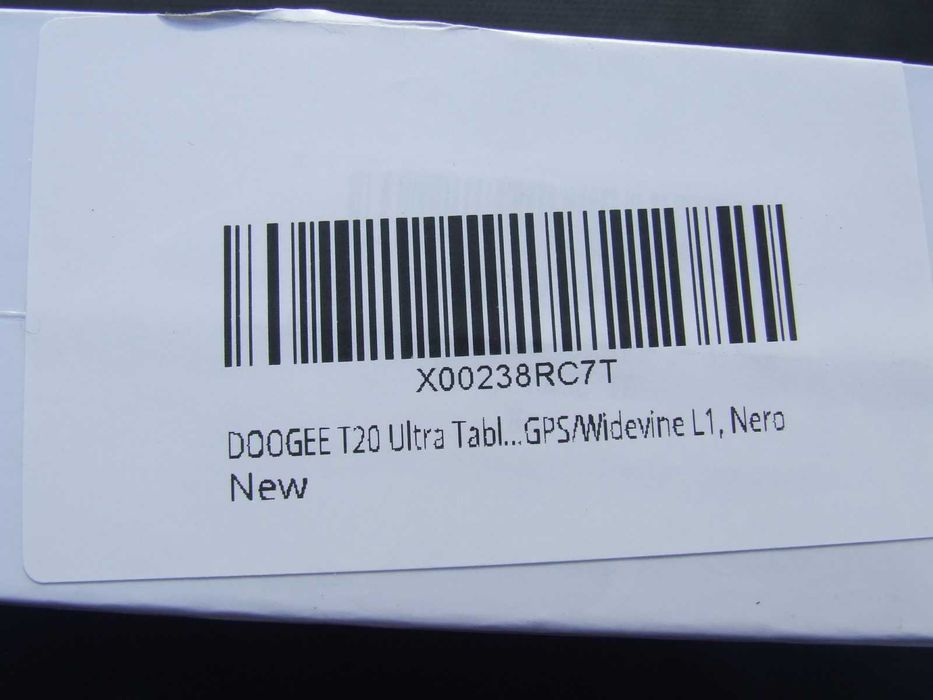 X00238RC7T
DOOGEE T20 Ultra Tabl...GPS/Widevine L1, Nero
New